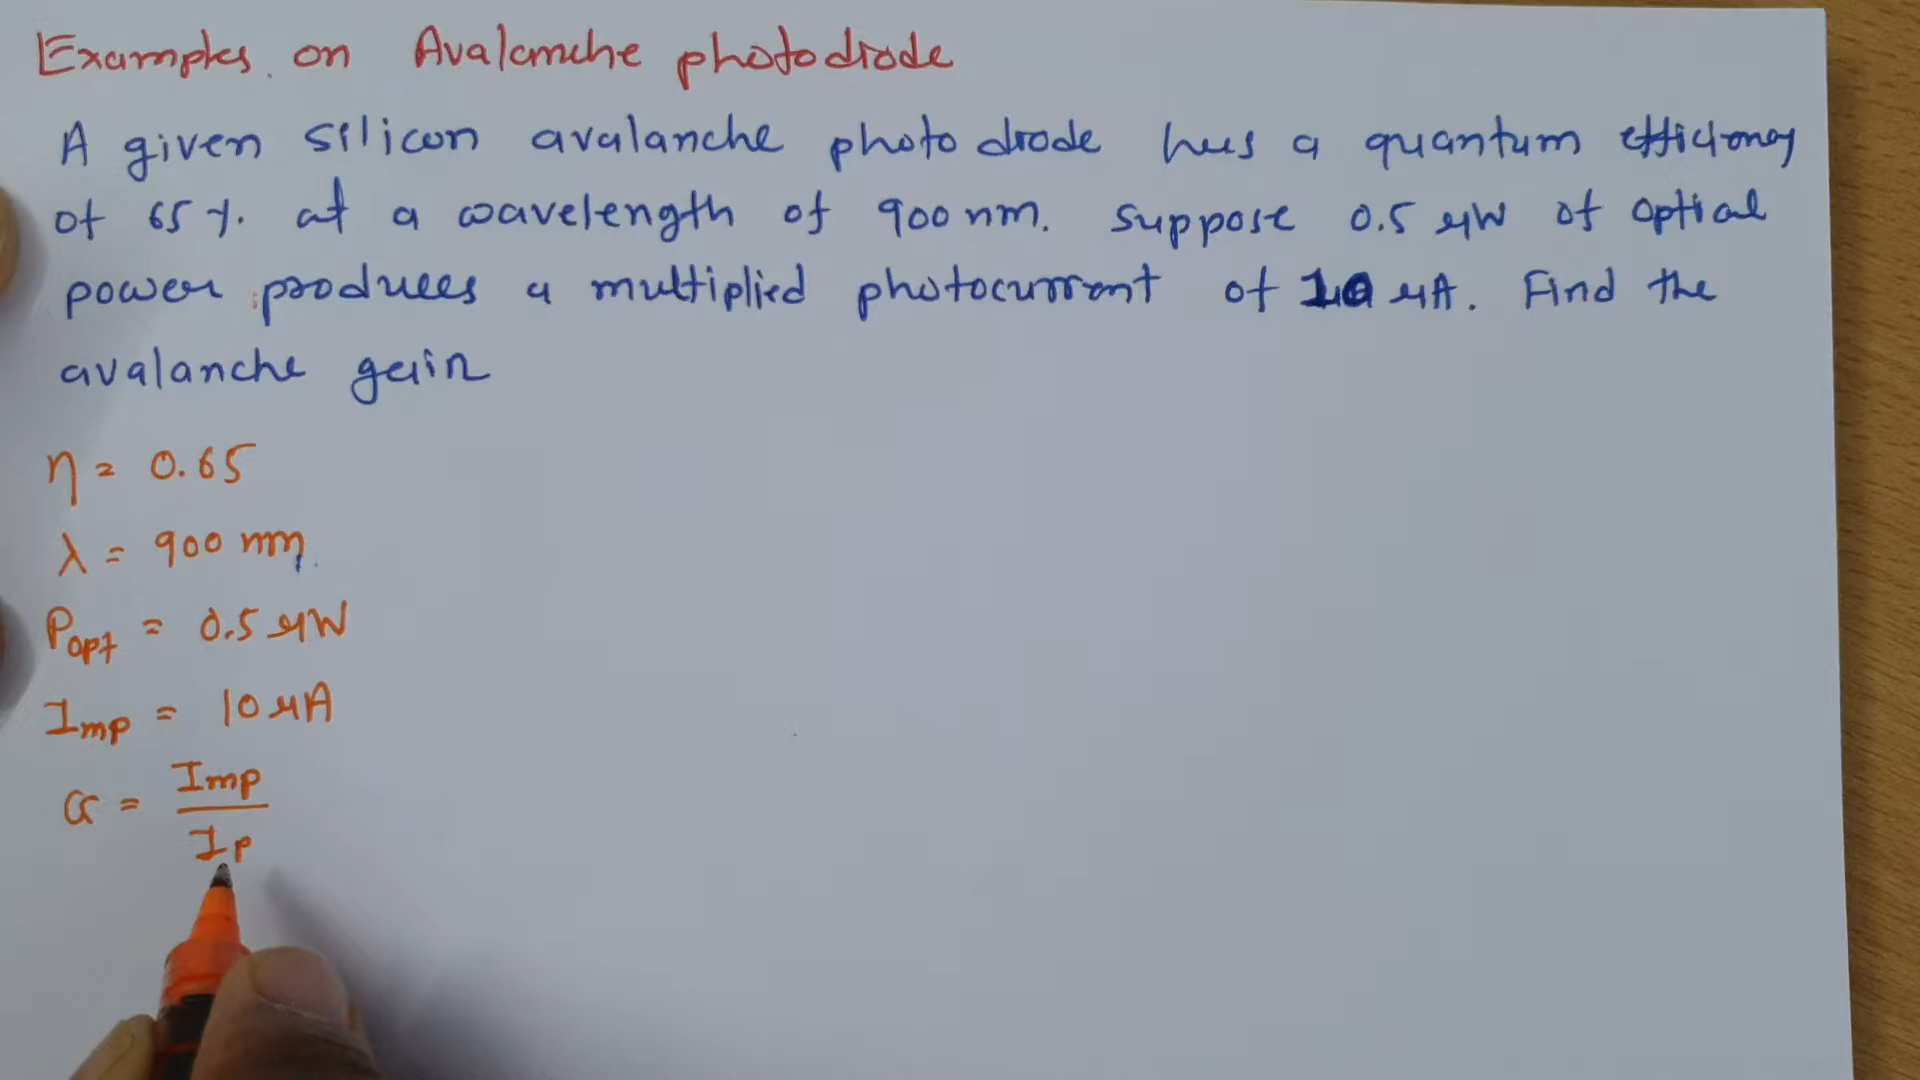 Examples on Avalanche photodiode
A given silicon avalanche photo diode has a quantum efficiency
of 65 %. at a wavelength of 900 nm. Suppose 0.5 μW of optical
power produces a multiplied photocurrent of 10 μA. Find the
avalanche gain
η = 0.65
λ = 900 nm
Popt = 0.5 μW
Imp = 10 μA
G = Imp / Ip